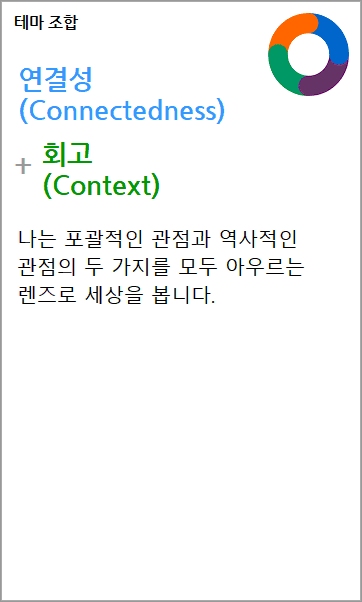 테마 조합
연결성
(Connectedness)
+ 회고
(Context)
나는 포괄적인 관점과 역사적인
관점의 두 가지를 모두 아우르는
렌즈로 세상을 봅니다.